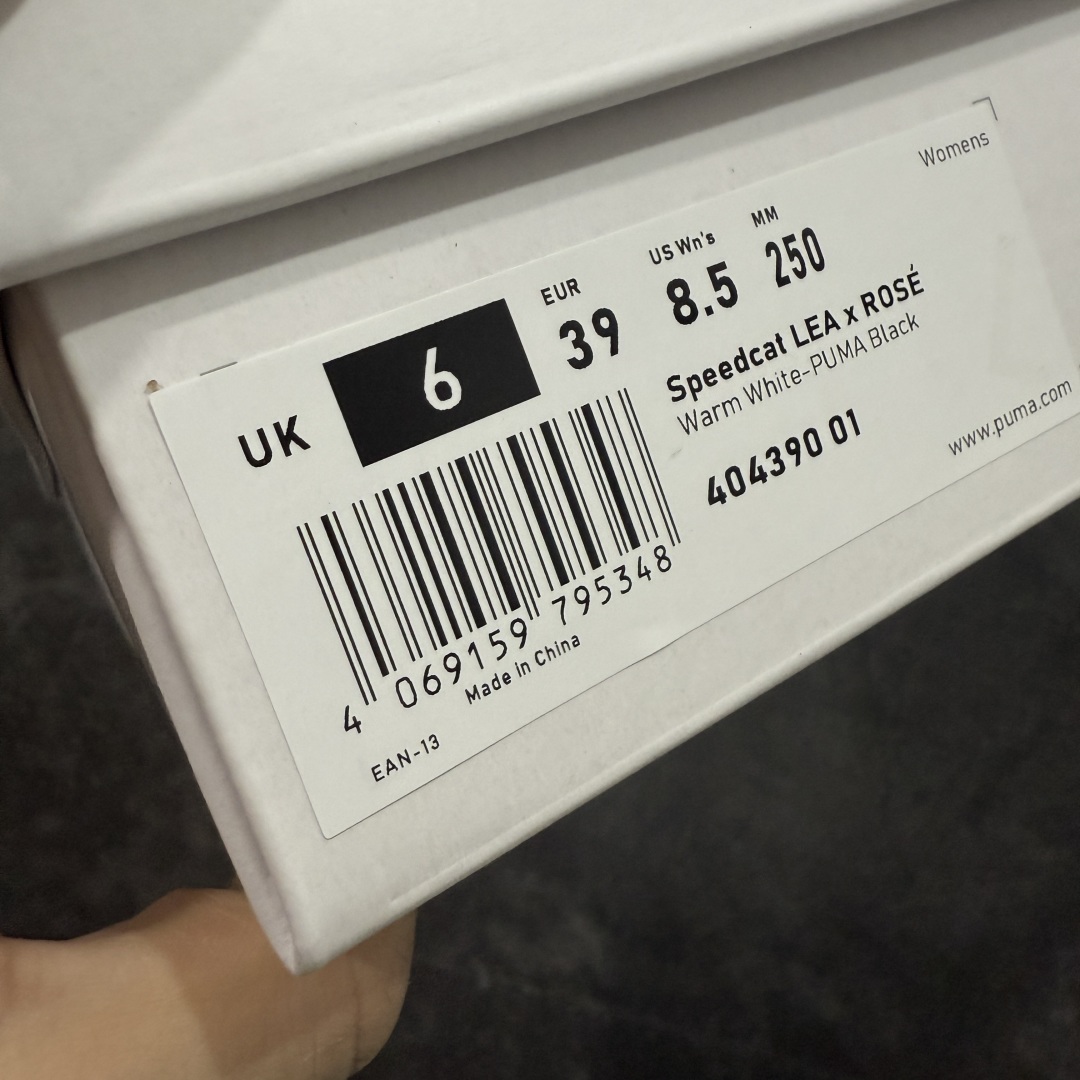 Womens
UK 6
EUR 39
US Wn's 8.5
MM 250
Speedcat LEA x ROSÉ
Warm White-PUMA Black
404390 01
www.puma.com
4 069159 795348
Made in China
EAN-13